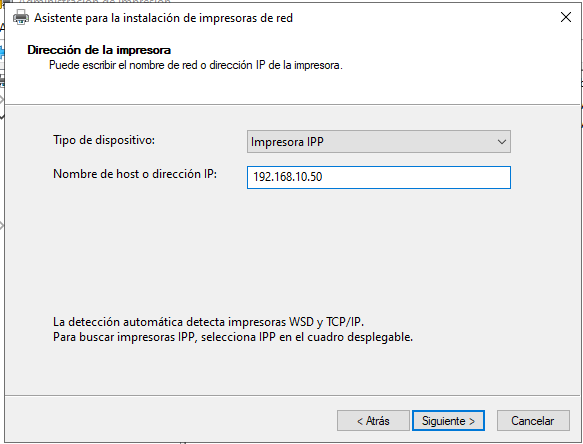 Administración de impresión
Asistente para la instalación de impresoras de red
Dirección de la impresora
Puede escribir el nombre de red o dirección IP de la impresora.
Tipo de dispositivo:
Impresora IPP
Nombre de host o dirección IP:
192.168.10.50
La detección automática detecta impresoras WSD y TCP/IP.
Para buscar impresoras IPP, selecciona IPP en el cuadro desplegable.
< Atrás
Siguiente >
Cancelar